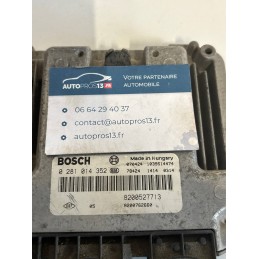 AUTOPROS13
VOTRE PARTENAIRE
AUTOMOBILE
06 64 29 40 37
contact@autopros13.fr
autopros13.fr
BOSCH
Made in Hungary
0 281 014 352
8200527713